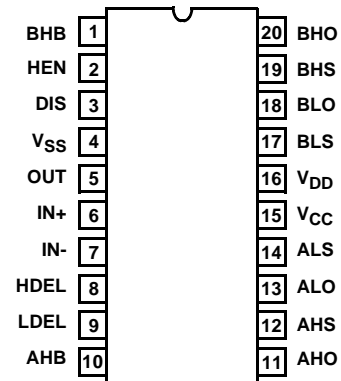 BHB 1 20 BHO
HEN 2 19 BHS
DIS 3 18 BLO
VSS 4 17 BLS
OUT 5 16 VDD
IN+ 6 15 VCC
IN- 7 14 ALS
HDEL 8 13 ALO
LDEL 9 12 AHS
AHB 10 11 AHO